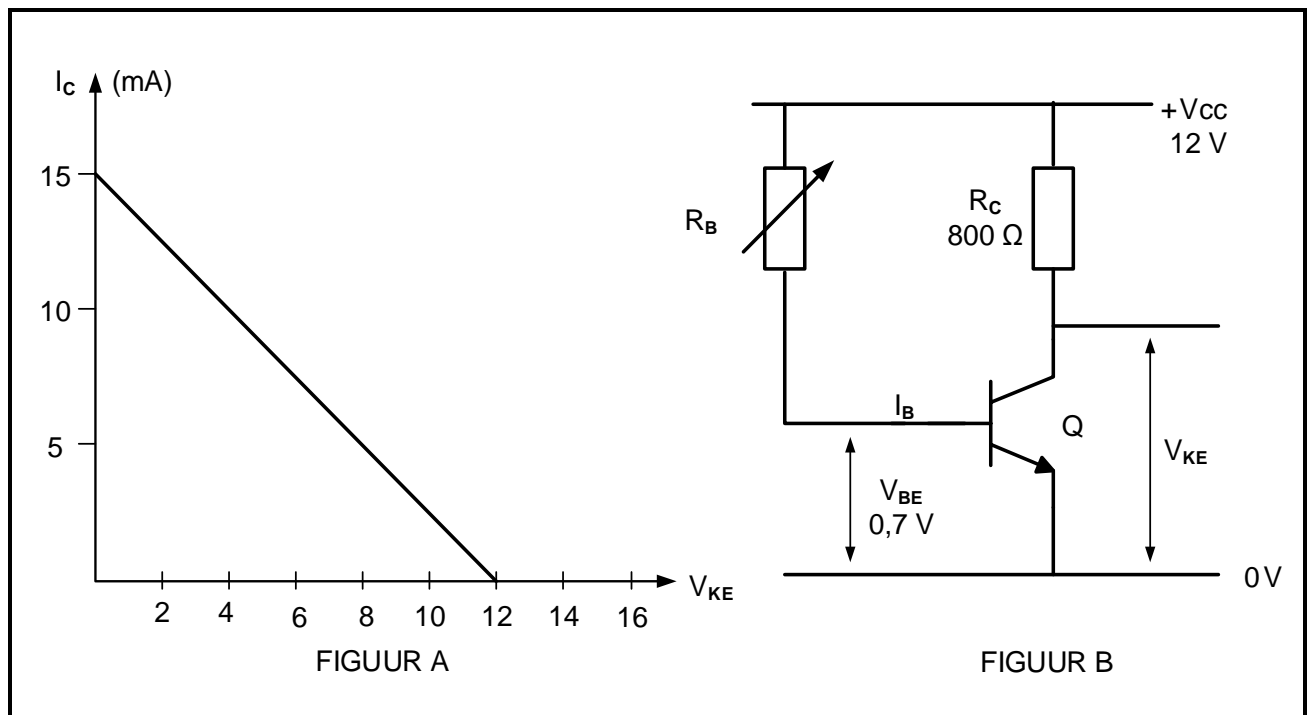 I_C (mA)
15
10
5
2 4 6 8 10 12 14 16
V_KE
FIGUUR A
+Vcc
12 V
R_B
R_C
800 Ω
I_B
Q
V_BE
0,7 V
V_KE
0 V
FIGUUR B